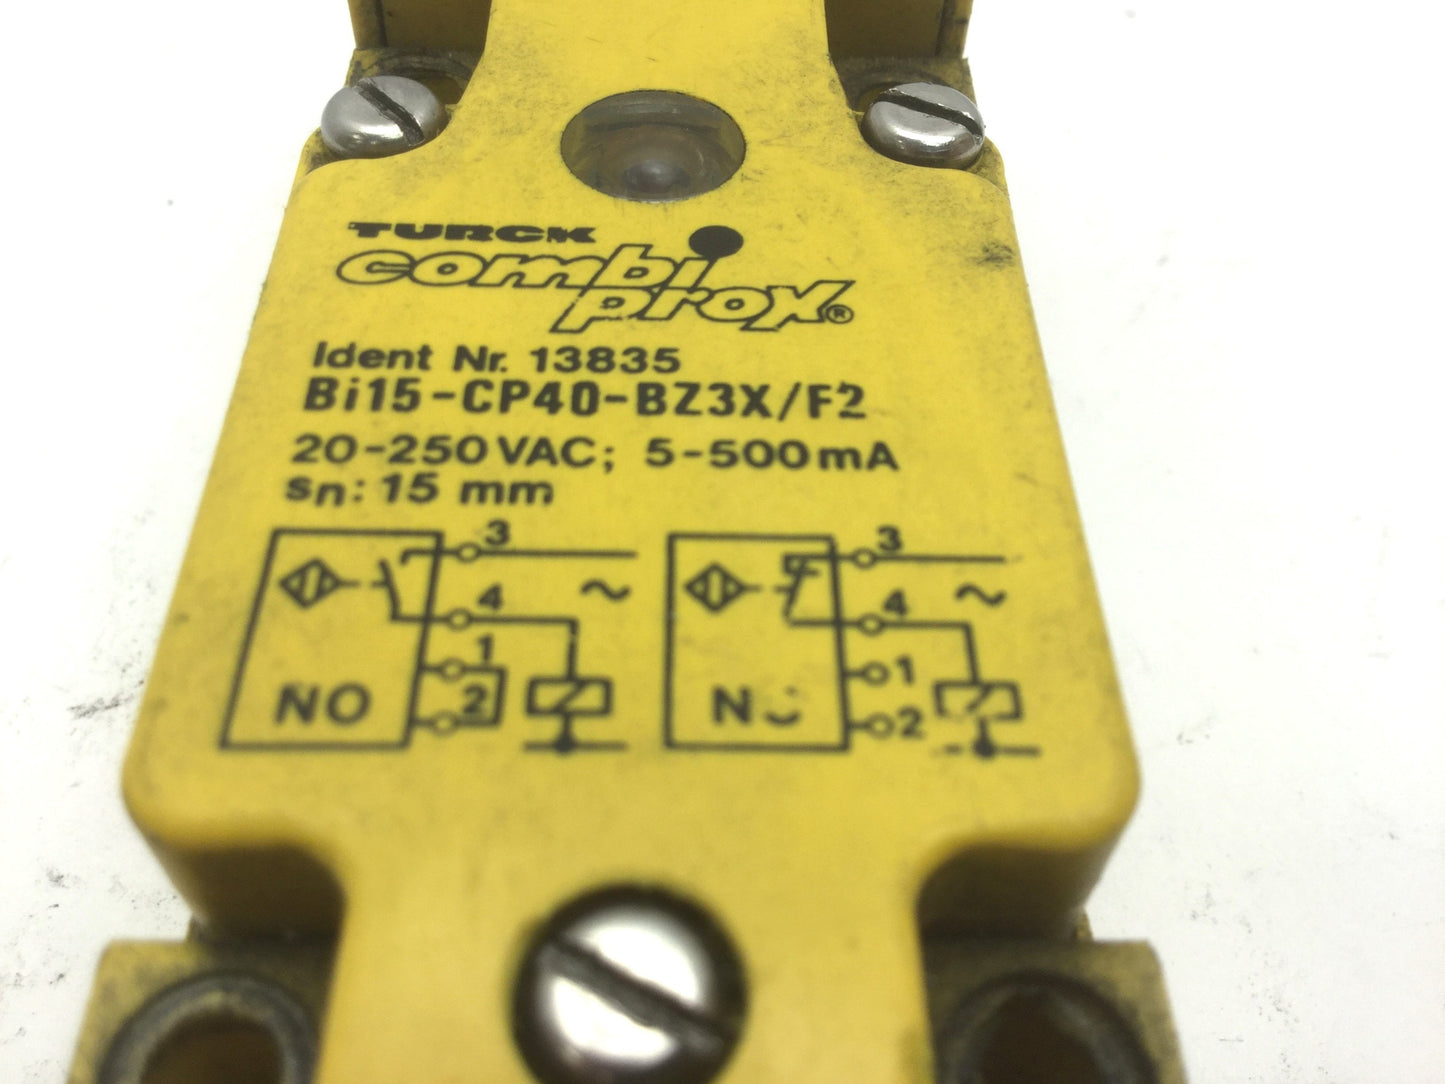 TURCK
combi
prox®
Ident Nr. 13835
Bi15-CP40-BZ3X/F2
20-250VAC; 5-500mA
sn: 15 mm
3
4
~
1
2
NO
3
4
~
1
2